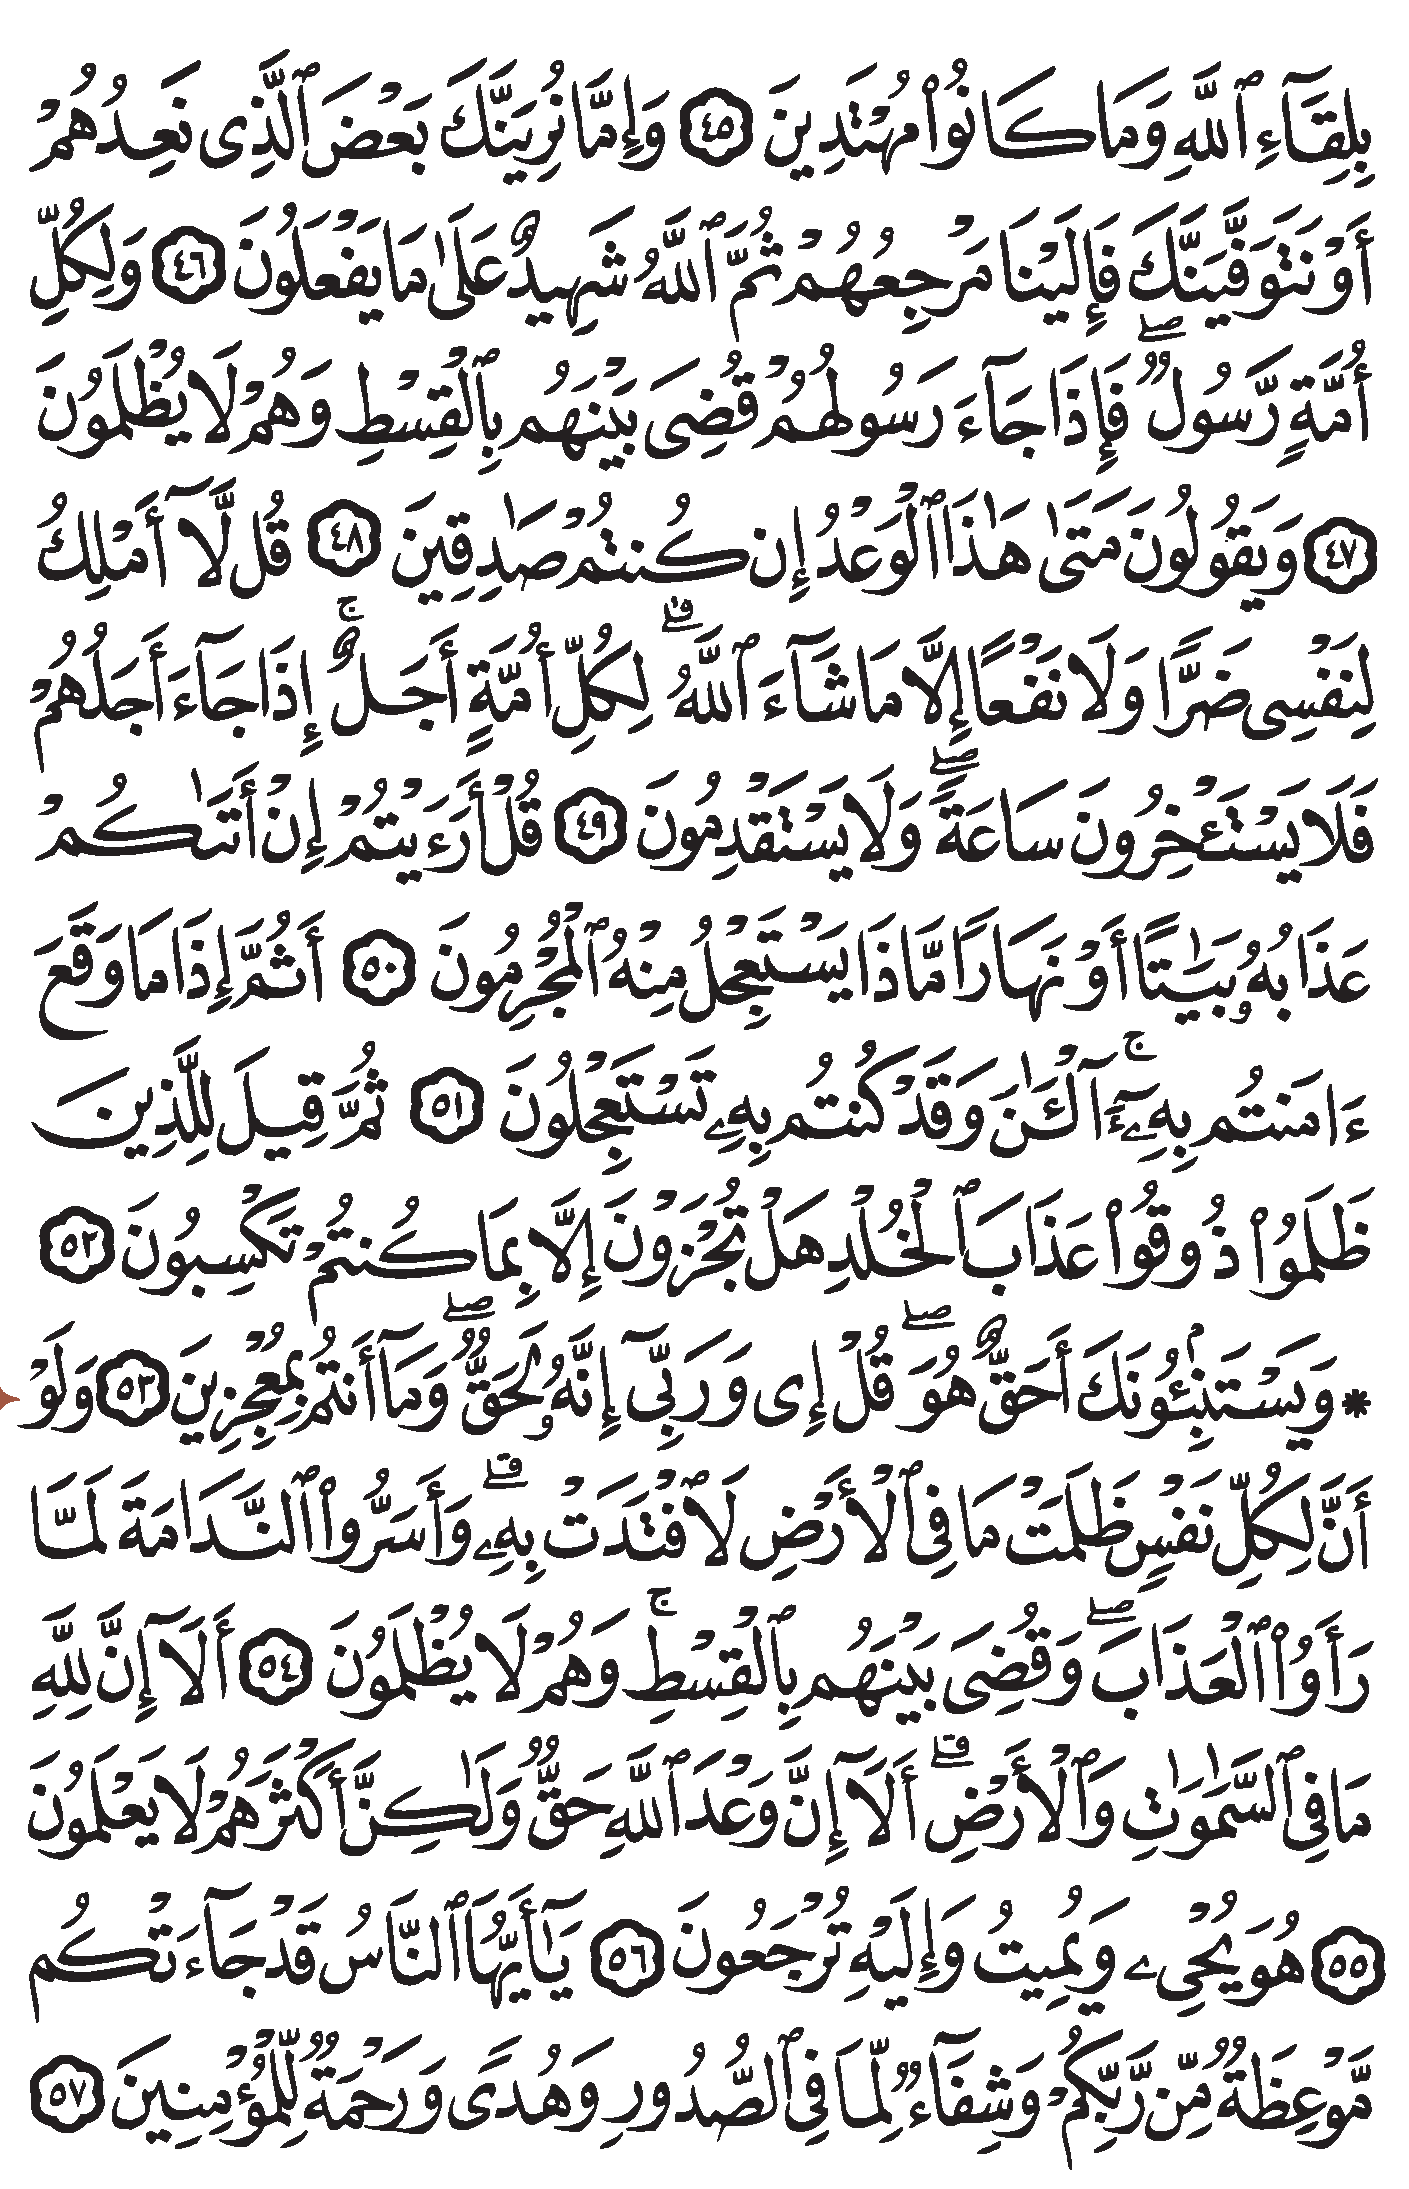 بِلِقَآءِ ٱللَّهِ وَمَا كَانُوا۟ مُهْتَدِينَ ٤٥ وَإِمَّا نُرِيَنَّكَ بَعْضَ ٱلَّذِى نَعِدُهُمْ
أَوْ نَتَوَفَّيَنَّكَ فَإِلَيْنَا مَرْجِعُهُمْ ثُمَّ ٱللَّهُ شَهِيدٌ عَلَىٰ مَا يَفْعَلُونَ ٤٦ وَلِكُلِّ
أُمَّةٍ رَّسُولٌ ۖ فَإِذَا جَآءَ رَسُولُهُمْ قُضِىَ بَيْنَهُم بِٱلْقِسْطِ وَهُمْ لَا يُظْلَمُونَ
٤٧ وَيَقُولُونَ مَتَىٰ هَـٰذَا ٱلْوَعْدُ إِن كُنتُمْ صَـٰدِقِينَ ٤٨ قُل لَّآ أَمْلِكُ
لِنَفْسِى ضَرًّا وَلَا نَفْعًا إِلَّا مَا شَآءَ ٱللَّهُ ۗ لِكُلِّ أُمَّةٍ أَجَلٌ ۚ إِذَا جَآءَ أَجَلُهُمْ
فَلَا يَسْتَـْٔخِرُونَ سَاعَةً ۖ وَلَا يَسْتَقْدِمُونَ ٤٩ قُلْ أَرَءَيْتُمْ إِنْ أَتَىٰكُمْ
عَذَابُهُۥ بَيَـٰتًا أَوْ نَهَارًا مَّاذَا يَسْتَعْجِلُ مِنْهُ ٱلْمُجْرِمُونَ ٥٠ أَثُمَّ إِذَا مَا وَقَعَ
ءَامَنتُم بِهِۦٓ ۚ ءَآلْـَٔـٰنَ وَقَدْ كُنتُم بِهِۦ تَسْتَعْجِلُونَ ٥١ ثُمَّ قِيلَ لِلَّذِينَ
ظَلَمُوا۟ ذُوقُوا۟ عَذَابَ ٱلْخُلْدِ هَلْ تُجْزَوْنَ إِلَّا بِمَا كُنتُمْ تَكْسِبُونَ ٥٢
* وَيَسْتَنۢبِـُٔونَكَ أَحَقٌّ هُوَ ۖ قُلْ إِى وَرَبِّىٓ إِنَّهُۥ لَحَقٌّ ۖ وَمَآ أَنتُم بِمُعْجِزِينَ ٥٣ وَلَوْ
أَنَّ لِكُلِّ نَفْسٍ ظَلَمَتْ مَا فِى ٱلْأَرْضِ لَٱفْتَدَتْ بِهِۦ ۗ وَأَسَرُّوا۟ ٱلنَّدَامَةَ لَمَّا
رَأَوُا۟ ٱلْعَذَابَ ۖ وَقُضِىَ بَيْنَهُم بِٱلْقِسْطِ ۚ وَهُمْ لَا يُظْلَمُونَ ٥٤ أَلَآ إِنَّ لِلَّهِ
مَا فِى ٱلسَّمَـٰوَٰتِ وَٱلْأَرْضِ ۗ أَلَآ إِنَّ وَعْدَ ٱللَّهِ حَقٌّ وَلَـٰكِنَّ أَكْثَرَهُمْ لَا يَعْلَمُونَ
٥٥ هُوَ يُحْىِۦ وَيُمِيتُ وَإِلَيْهِ تُرْجَعُونَ ٥٦ يَـٰٓأَيُّهَا ٱلنَّاسُ قَدْ جَآءَتْكُم
مَّوْعِظَةٌ مِّن رَّبِّكُمْ وَشِفَآءٌ لِّمَا فِى ٱلصُّدُورِ وَهُدًى وَرَحْمَةٌ لِّلْمُؤْمِنِينَ ٥٧